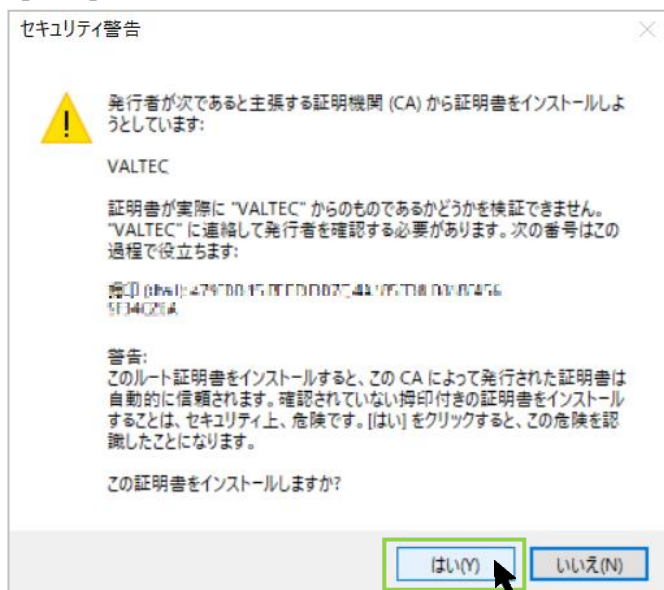 セキュリティ警告
発行者が次であると主張する証明機関 (CA) から証明書をインストールしよ
うとしています:
VALTEC
証明書が実際に "VALTEC" からのものであるかどうかを検証できません。
"VALTEC" に連絡して発行者を確認する必要があります。次の番号はこの
過程で役立ちます:
拇印 (sha1):
警告:
このルート証明書をインストールすると、この CA によって発行された証明書は
自動的に信頼されます。確認されていない拇印付きの証明書をインストール
することは、セキュリティ上、危険です。[はい] をクリックすると、この危険を認
識したことになります。
この証明書をインストールしますか?
はい(Y) いいえ(N)